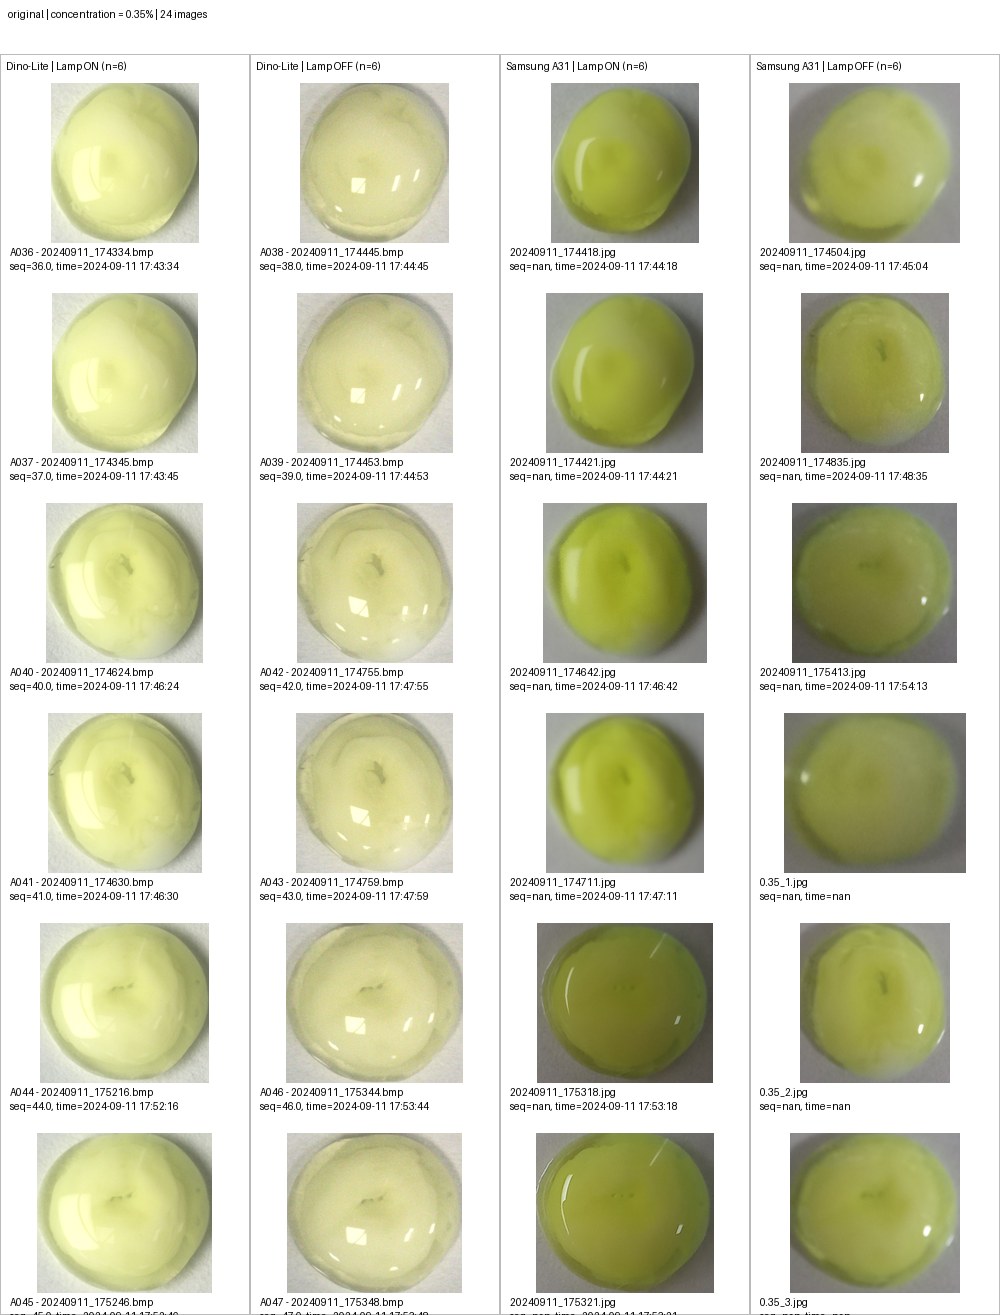 original | concentration = 0.35% | 24 images
Dino-Lite | Lamp ON (n=6)
Dino-Lite | Lamp OFF (n=6)
Samsung A31 | Lamp ON (n=6)
Samsung A31 | Lamp OFF (n=6)
A036 - 20240911_174334.bmp
seq=36.0, time=2024-09-11 17:43:34
A038 - 20240911_174445.bmp
seq=38.0, time=2024-09-11 17:44:45
20240911_174418.jpg
seq=nan, time=2024-09-11 17:44:18
20240911_174504.jpg
seq=nan, time=2024-09-11 17:45:04
A037 - 20240911_174345.bmp
seq=37.0, time=2024-09-11 17:43:45
A039 - 20240911_174453.bmp
seq=39.0, time=2024-09-11 17:44:53
20240911_174421.jpg
seq=nan, time=2024-09-11 17:44:21
20240911_174835.jpg
seq=nan, time=2024-09-11 17:48:35
A040 - 20240911_174624.bmp
seq=40.0, time=2024-09-11 17:46:24
A042 - 20240911_174755.bmp
seq=42.0, time=2024-09-11 17:47:55
20240911_174642.jpg
seq=nan, time=2024-09-11 17:46:42
20240911_175413.jpg
seq=nan, time=2024-09-11 17:54:13
A041 - 20240911_174630.bmp
seq=41.0, time=2024-09-11 17:46:30
A043 - 20240911_174759.bmp
seq=43.0, time=2024-09-11 17:47:59
20240911_174711.jpg
seq=nan, time=2024-09-11 17:47:11
0.35_1.jpg
seq=nan, time=nan
A044 - 20240911_175216.bmp
seq=44.0, time=2024-09-11 17:52:16
A046 - 20240911_175344.bmp
seq=46.0, time=2024-09-11 17:53:44
20240911_175318.jpg
seq=nan, time=2024-09-11 17:53:18
0.35_2.jpg
seq=nan, time=nan
A045 - 20240911_175246.bmp
A047 - 20240911_175348.bmp
20240911_175321.jpg
0.35_3.jpg